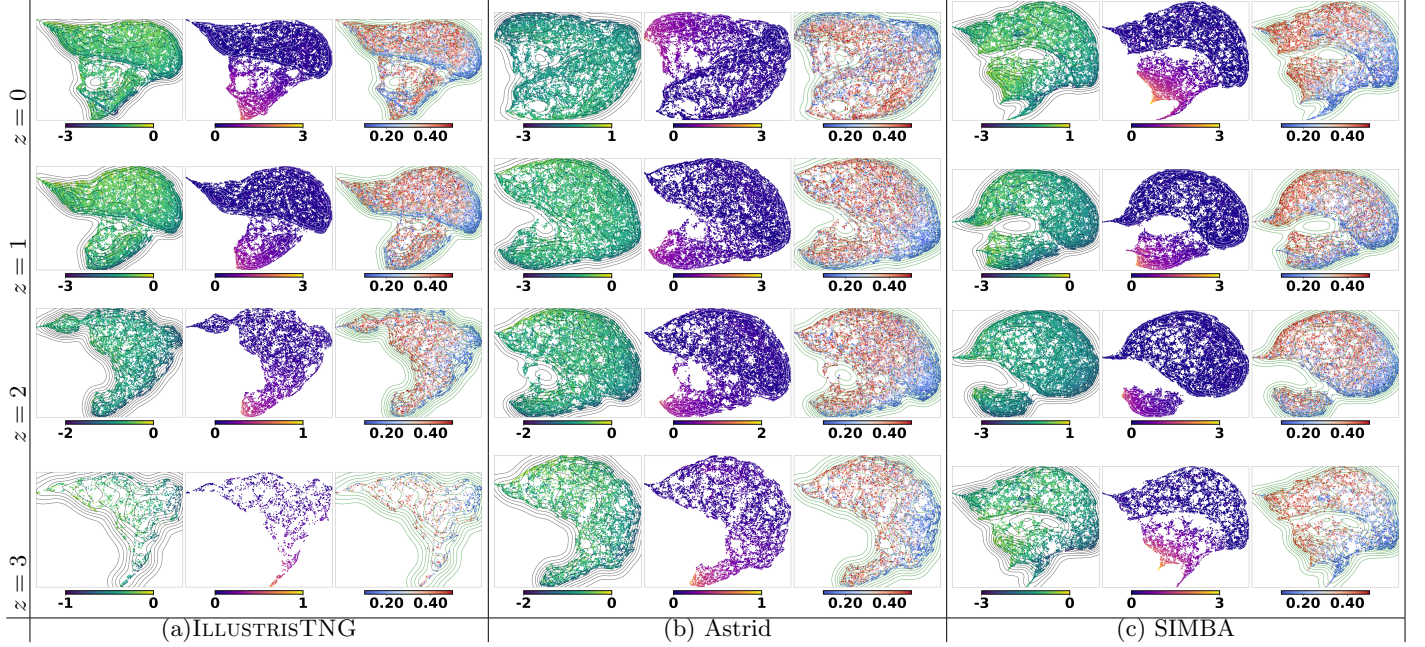 z = 0
-3 0 0 3 0.20 0.40 -3 1 0 3 0.20 0.40 -3 1 0 3 0.20 0.40
z = 1
-3 0 0 3 0.20 0.40 -3 0 0 3 0.20 0.40 -3 0 0 3 0.20 0.40
z = 2
-2 0 0 1 0.20 0.40 -2 0 0 2 0.20 0.40 -3 1 0 3 0.20 0.40
z = 3
-1 0 0 1 0.20 0.40 -2 0 0 1 0.20 0.40 -3 0 0 3 0.20 0.40
(a)ILLUSTRISTNG (b) Astrid (c) SIMBA